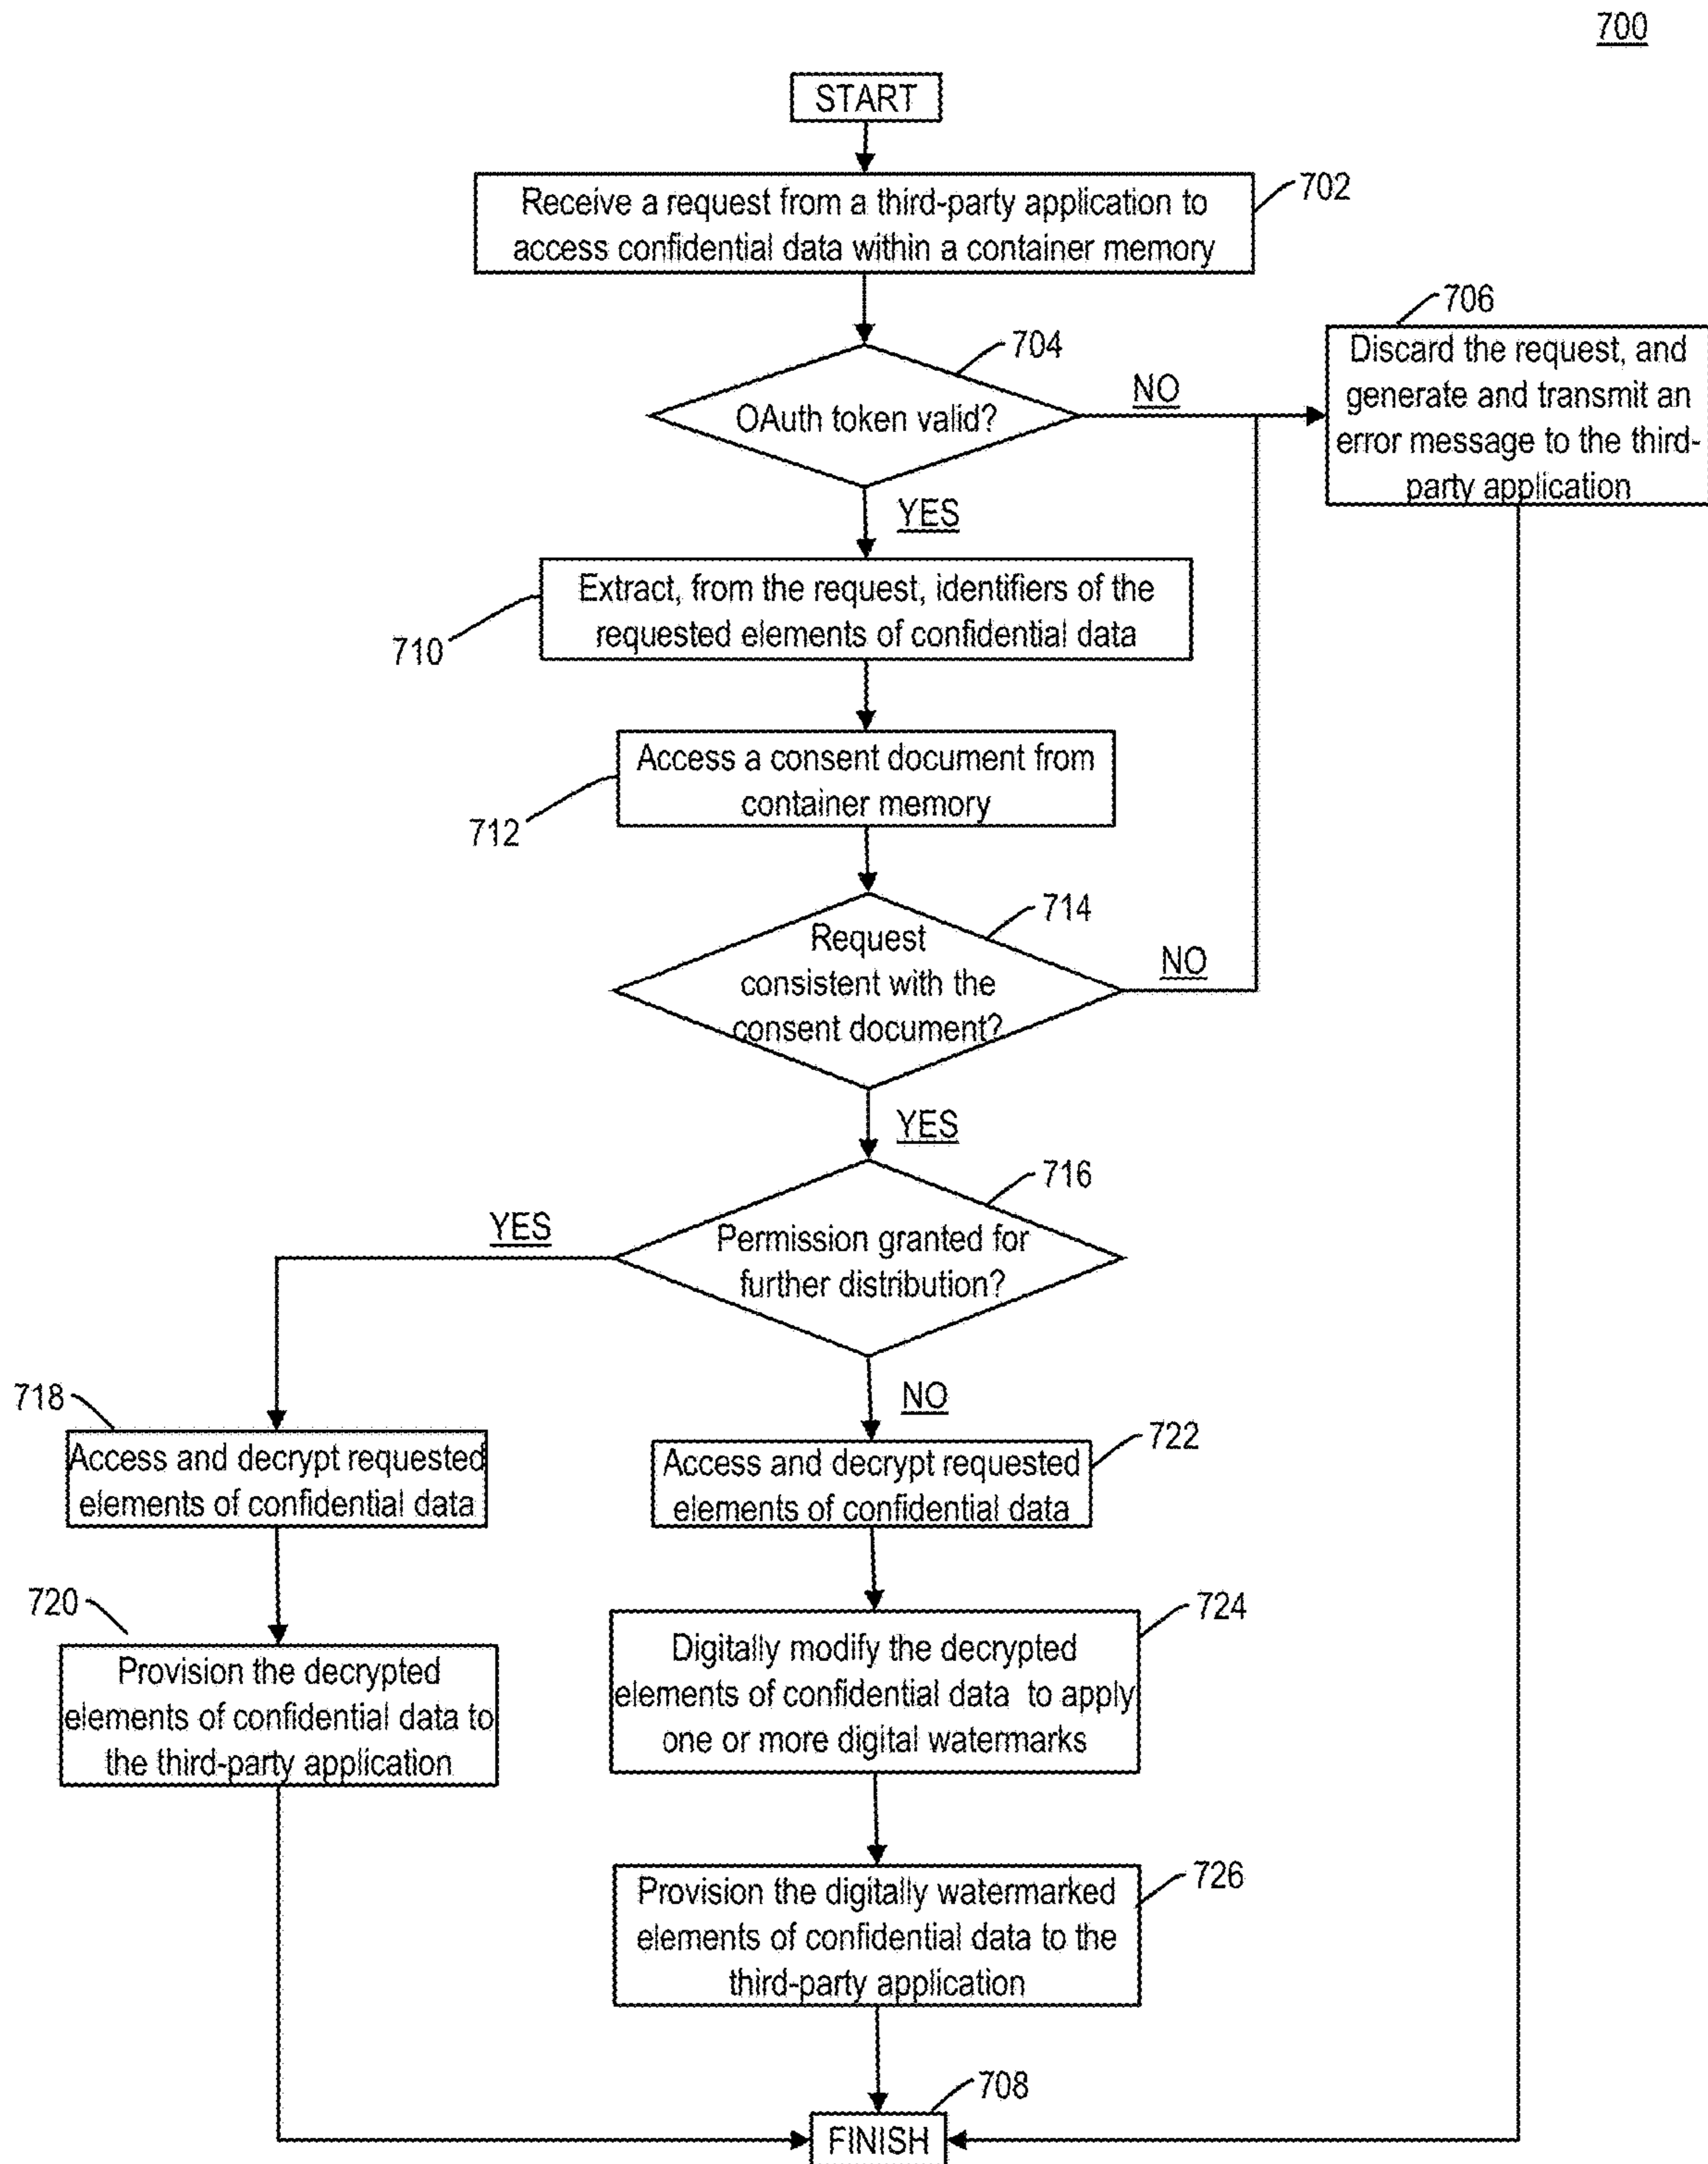 700
START
702
Receive a request from a third-party application to
access confidential data within a container memory
706
704
Discard the request, and
generate and transmit an
error message to the third-
party application
OAuth token valid?
NO
YES
710
Extract, from the request, identifiers of the
requested elements of confidential data
712
Access a consent document from
container memory
714
Request
consistent with the
consent document?
NO
YES
716
Permission granted for
further distribution?
YES
NO
718
Access and decrypt requested
elements of confidential data
722
Access and decrypt requested
elements of confidential data
720
Provision the decrypted
elements of confidential data to
the third-party application
724
Digitally modify the decrypted
elements of confidential data to apply
one or more digital watermarks
726
Provision the digitally watermarked
elements of confidential data to the
third-party application
708
FINISH